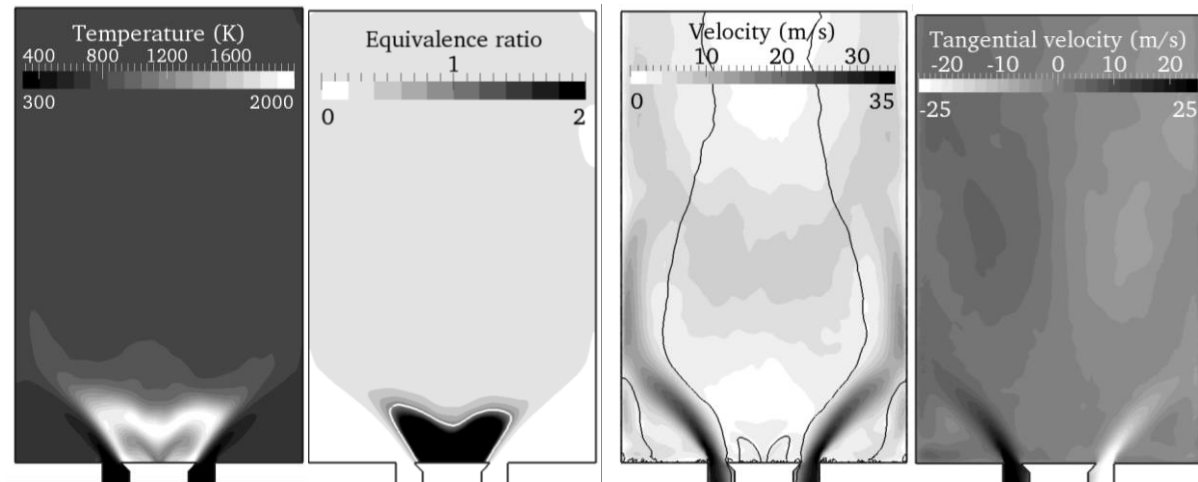 Temperature (K)
400 800 1200 1600
300 2000
Equivalence ratio
1
0 2
Velocity (m/s)
10 20 30
0 35
Tangential velocity (m/s)
-20 -10 0 10 20
-25 25